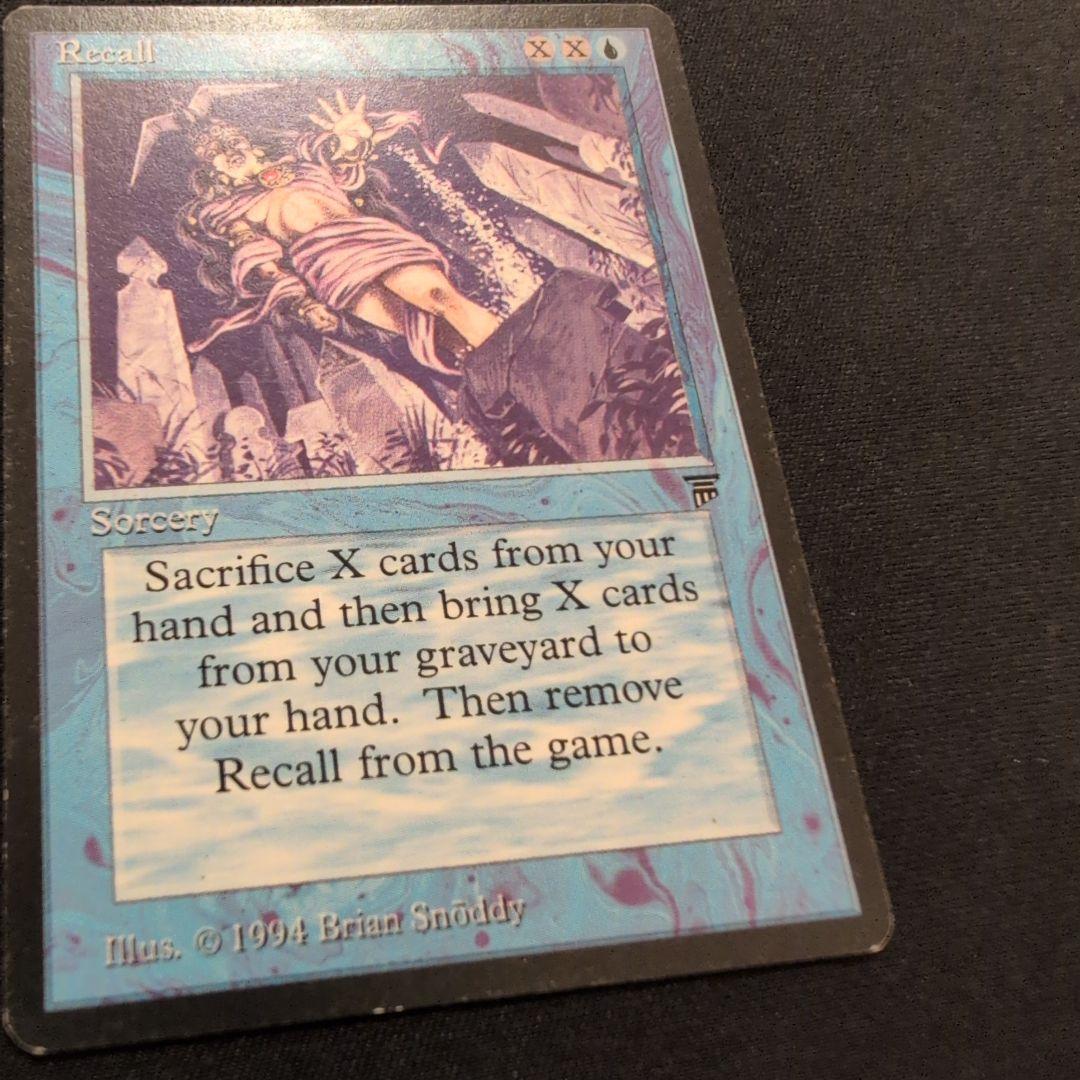 Recall X X
Sorcery
Sacrifice X cards from your
hand and then bring X cards
from your graveyard to
your hand. Then remove
Recall from the game.
Illus. © 1994 Brian Snōddy